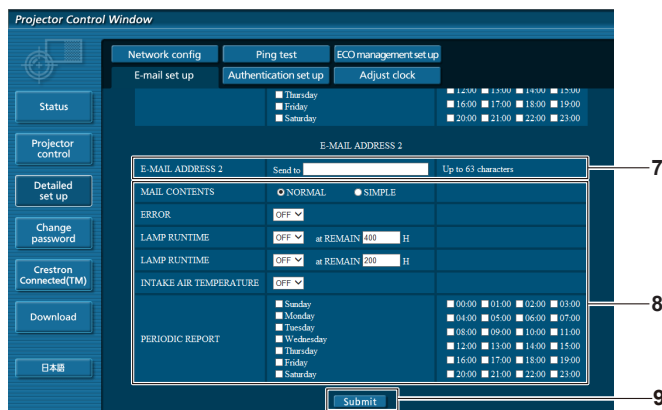 Projector Control Window
Network config
Ping test
ECO management set up
E-mail set up
Authentication set up
Adjust clock
Status
Projector
control
Detailed
set up
Change
password
Crestron
Connected(TM)
Download
日本語
Thursday
Friday
Saturday
12:00 13:00 14:00 15:00
16:00 17:00 18:00 19:00
20:00 21:00 22:00 23:00
E-MAIL ADDRESS 2
E-MAIL ADDRESS 2 Send to Up to 63 characters
7
MAIL CONTENTS NORMAL SIMPLE
ERROR OFF
LAMP RUNTIME OFF at REMAIN 400 H
LAMP RUNTIME OFF at REMAIN 200 H
INTAKE AIR TEMPERATURE OFF
8
PERIODIC REPORT
Sunday
Monday
Tuesday
Wednesday
Thursday
Friday
Saturday
00:00 01:00 02:00 03:00
04:00 05:00 06:00 07:00
08:00 09:00 10:00 11:00
12:00 13:00 14:00 15:00
16:00 17:00 18:00 19:00
20:00 21:00 22:00 23:00
Submit
9